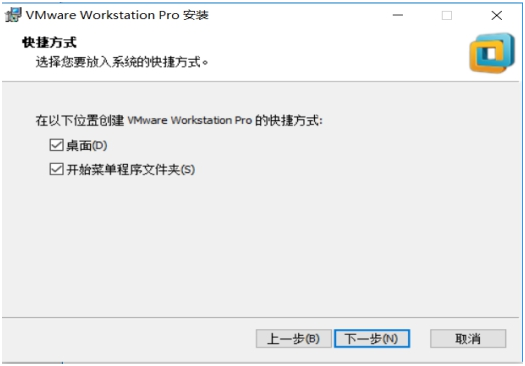 VMware Workstation Pro 安装
快捷方式
选择您要放入系统的快捷方式。
在以下位置创建 VMware Workstation Pro 的快捷方式:
桌面(D)
开始菜单程序文件夹(S)
上一步(B) 下一步(N) 取消